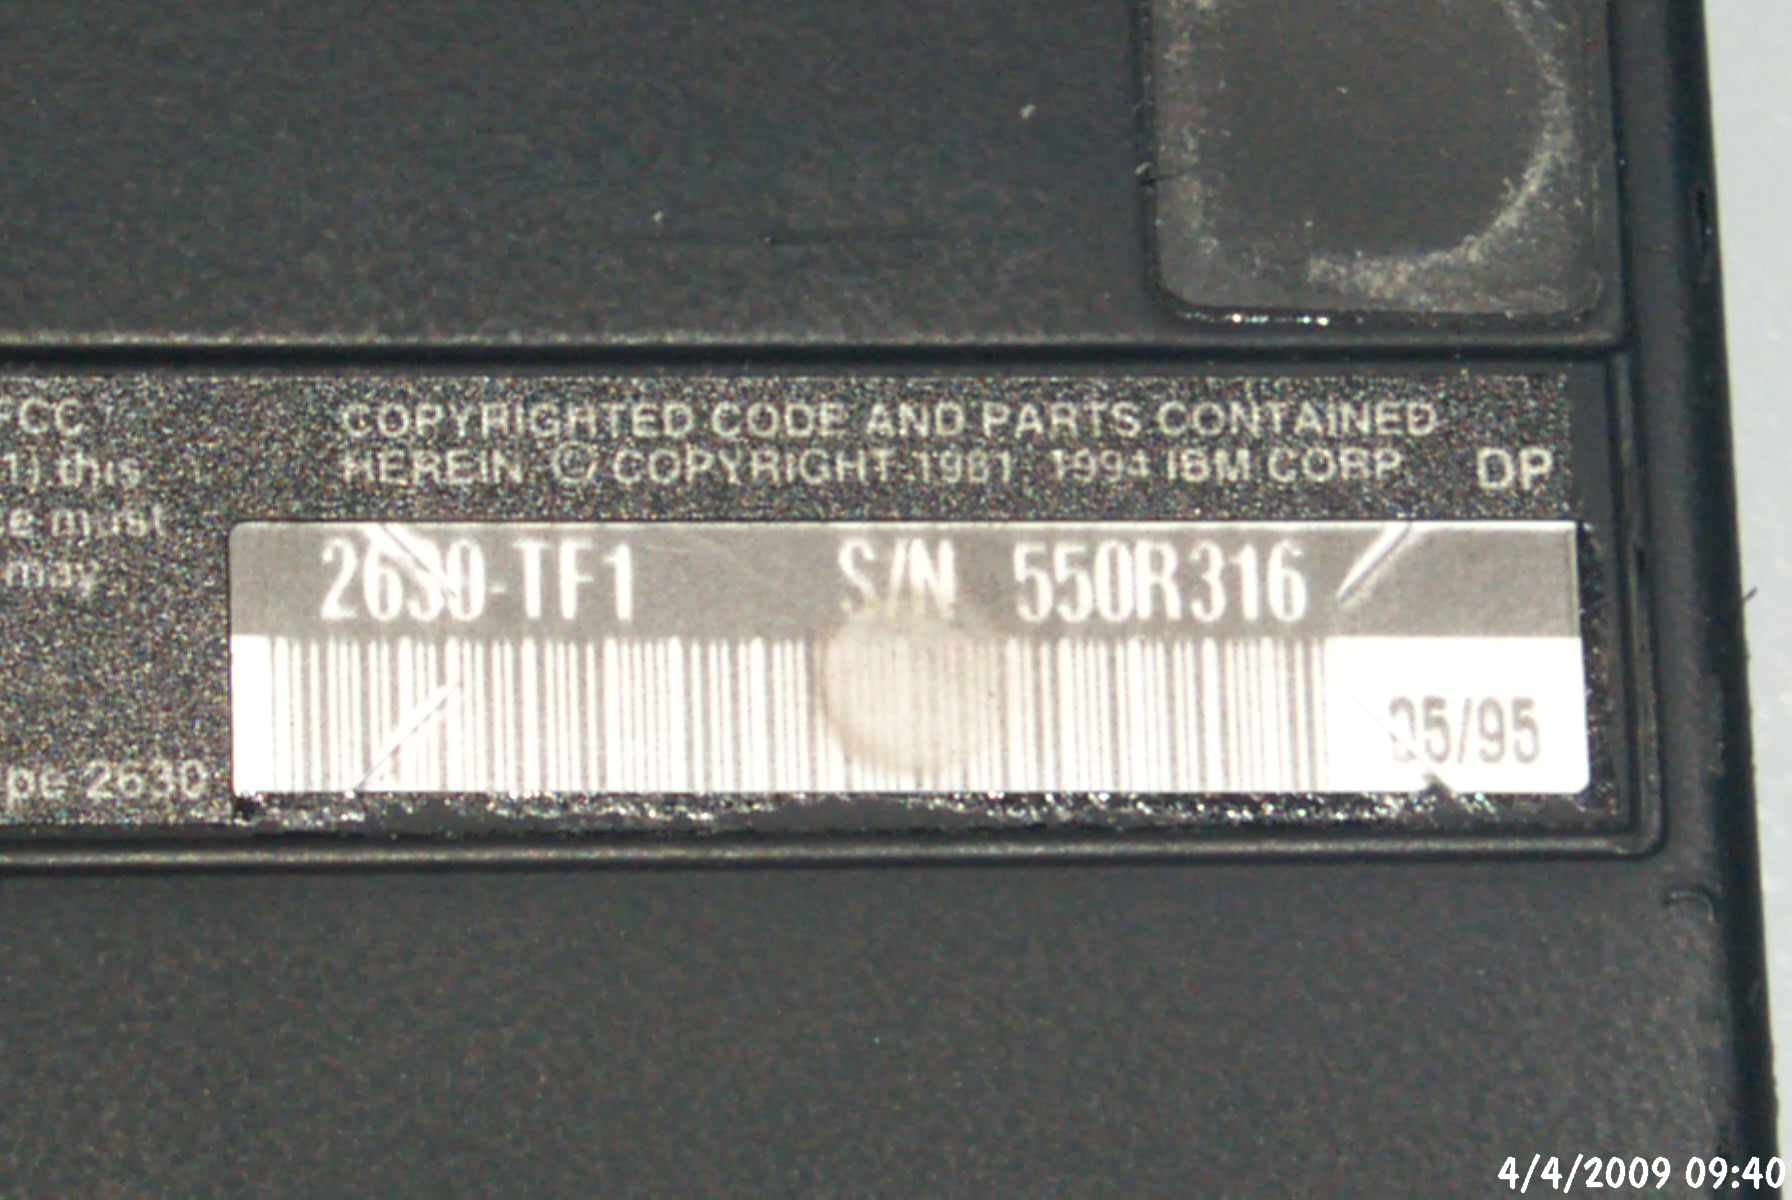 FCC
1) this
e must
may
pe 2630
COPYRIGHTED CODE AND PARTS CONTAINED
HEREIN © COPYRIGHT 1981 1994 IBM CORP.
DP
2630-TF1 S/N 550R316
05/95
4/4/2009 09:40